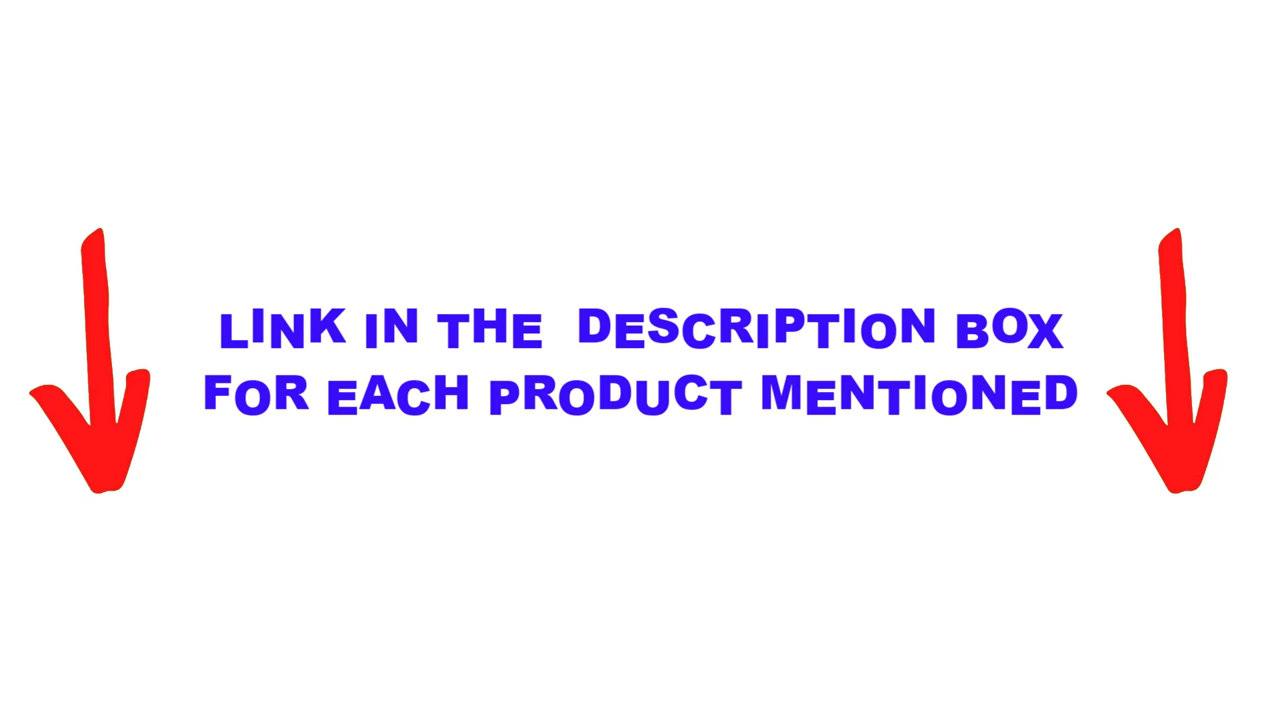 LINK IN THE DESCRIPTION BOX
FOR EACH PRODUCT MENTIONED